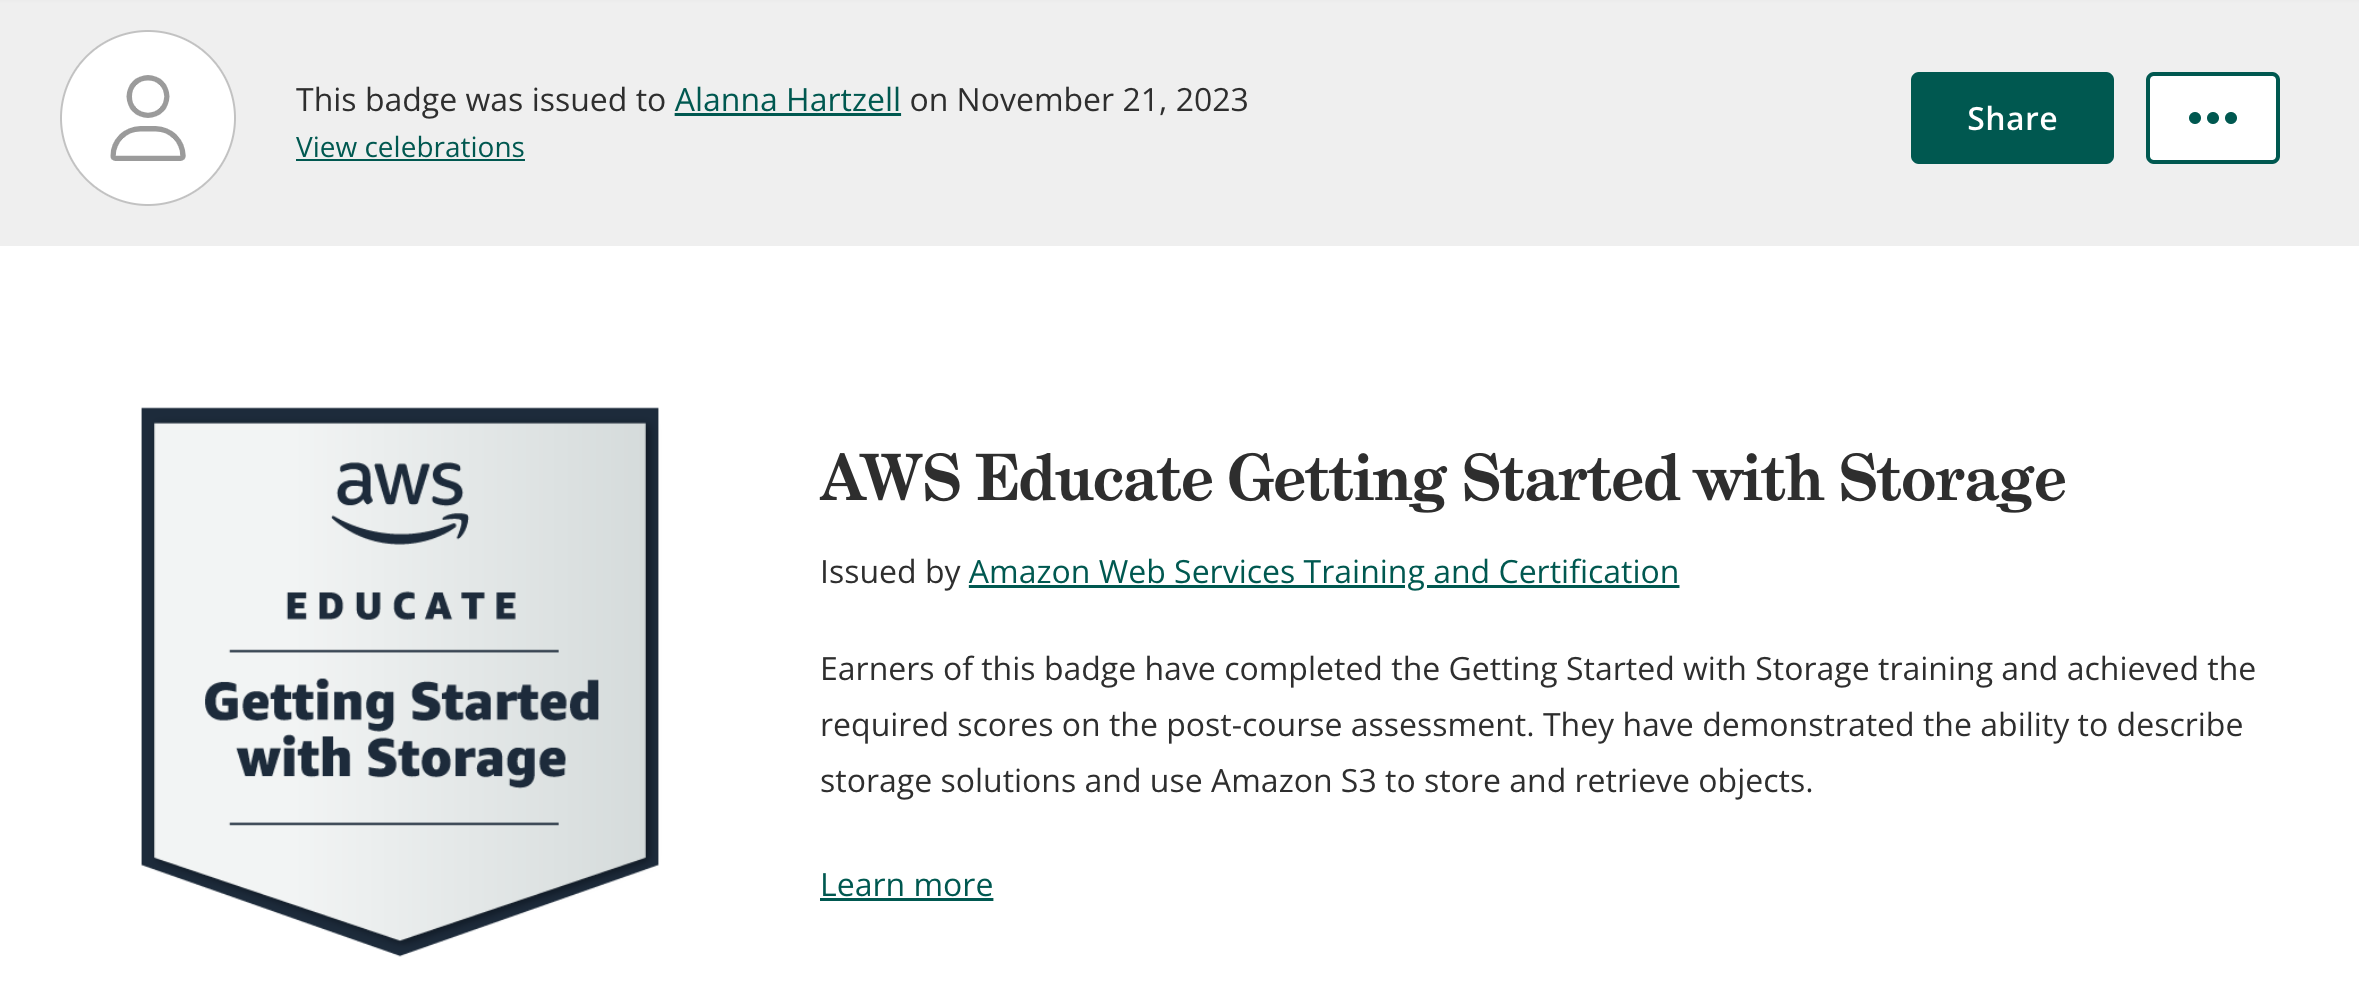 This badge was issued to Alanna Hartzell on November 21, 2023
View celebrations
Share
aws
EDUCATE
Getting Started
with Storage
AWS Educate Getting Started with Storage
Issued by Amazon Web Services Training and Certification
Earners of this badge have completed the Getting Started with Storage training and achieved the
required scores on the post-course assessment. They have demonstrated the ability to describe
storage solutions and use Amazon S3 to store and retrieve objects.
Learn more